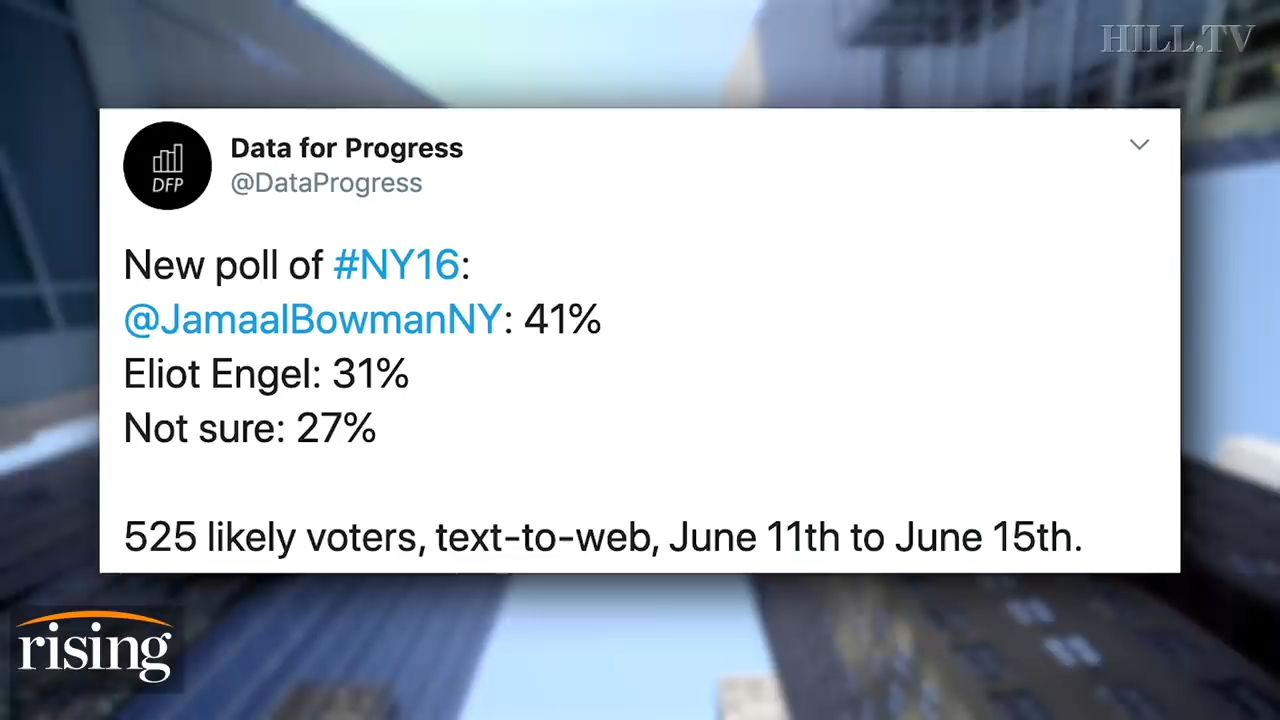 HILL.TV
DFP
Data for Progress
@DataProgress
New poll of #NY16:
@JamaalBowmanNY: 41%
Eliot Engel: 31%
Not sure: 27%
525 likely voters, text-to-web, June 11th to June 15th.
rising